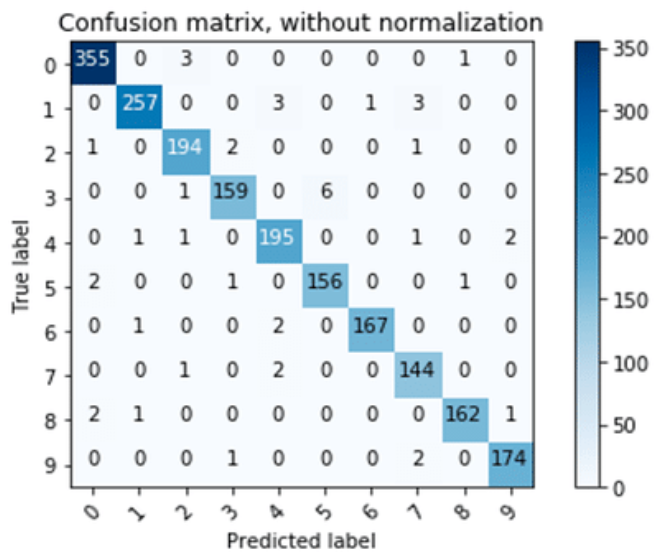 Confusion matrix, without normalization
0 355 0 3 0 0 0 0 0 1 0
1 0 257 0 0 3 0 1 3 0 0
2 1 0 194 2 0 0 0 1 0 0
3 0 0 1 159 0 6 0 0 0 0
4 0 1 1 0 195 0 0 1 0 2
5 2 0 0 1 0 156 0 0 1 0
6 0 1 0 0 2 0 167 0 0 0
7 0 0 1 0 2 0 0 144 0 0
8 2 1 0 0 0 0 0 0 162 1
9 0 0 0 1 0 0 0 2 0 174
0 1 2 3 4 5 6 7 8 9
Predicted label
True label
350
300
250
200
150
100
50
0